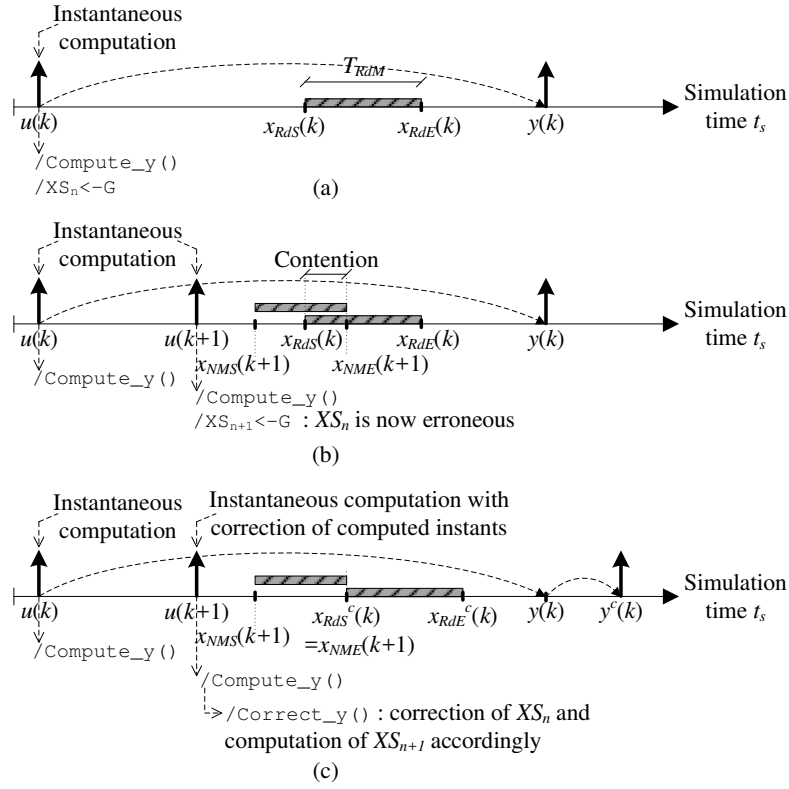 Instantaneous
computation
T_RdM
Simulation
time t_s
u(k)
x_RdS(k)
x_RdE(k)
y(k)
/Compute_y()
/XS_n<-G
(a)
Instantaneous
computation
Contention
Simulation
time t_s
u(k)
u(k+1)
x_RdS(k)
x_RdE(k)
y(k)
x_NMS(k+1)
x_NME(k+1)
/Compute_y()
/Compute_y()
/XS_n+1<-G : XS_n is now erroneous
(b)
Instantaneous
computation
Instantaneous computation with
correction of computed instants
Simulation
time t_s
u(k)
u(k+1)
x_NMS(k+1)
x_RdS^c(k)
=x_NME(k+1)
x_RdE^c(k)
y(k)
y^c(k)
/Compute_y()
/Compute_y()
/Correct_y() : correction of XS_n and
computation of XS_n+1 accordingly
(c)